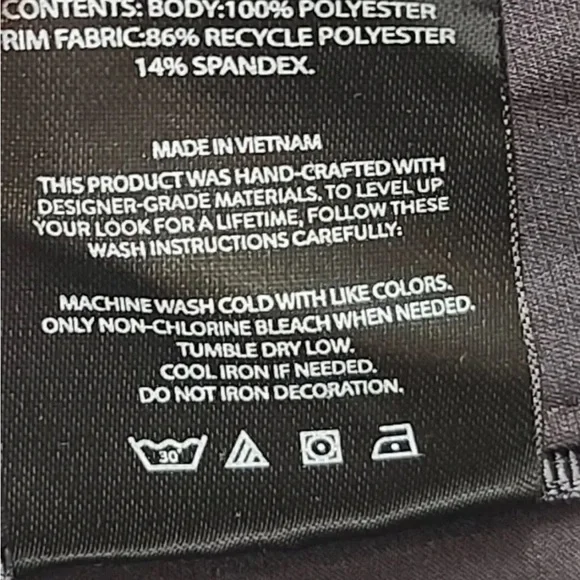 CONTENTS: BODY:100% POLYESTER
RIM FABRIC:86% RECYCLE POLYESTER
14% SPANDEX.
MADE IN VIETNAM
THIS PRODUCT WAS HAND-CRAFTED WITH
DESIGNER-GRADE MATERIALS. TO LEVEL UP
YOUR LOOK FOR A LIFETIME, FOLLOW THESE
WASH INSTRUCTIONS CAREFULLY:
MACHINE WASH COLD WITH LIKE COLORS.
ONLY NON-CHLORINE BLEACH WHEN NEEDED.
TUMBLE DRY LOW.
COOL IRON IF NEEDED.
DO NOT IRON DECORATION.
30°